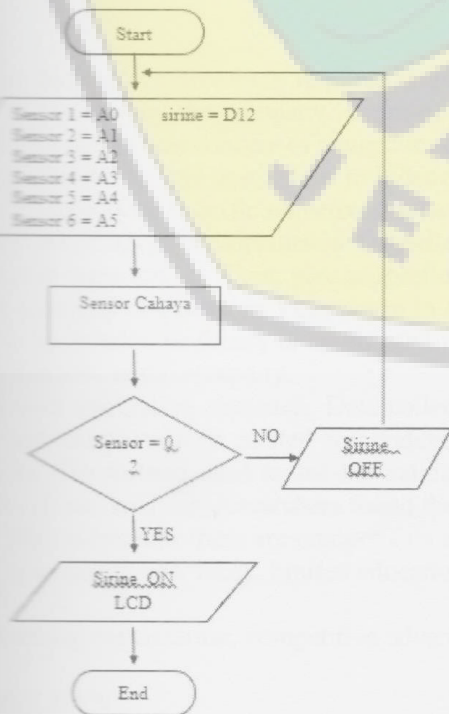 Start
Sensor 1 = A0 sirine = D12
Sensor 2 = A1
Sensor 3 = A2
Sensor 4 = A3
Sensor 5 = A4
Sensor 6 = A5
Sensor Cahaya
Sensor = 0
?
NO
Sirine
OFF
YES
Sirine ON
LCD
End
J E